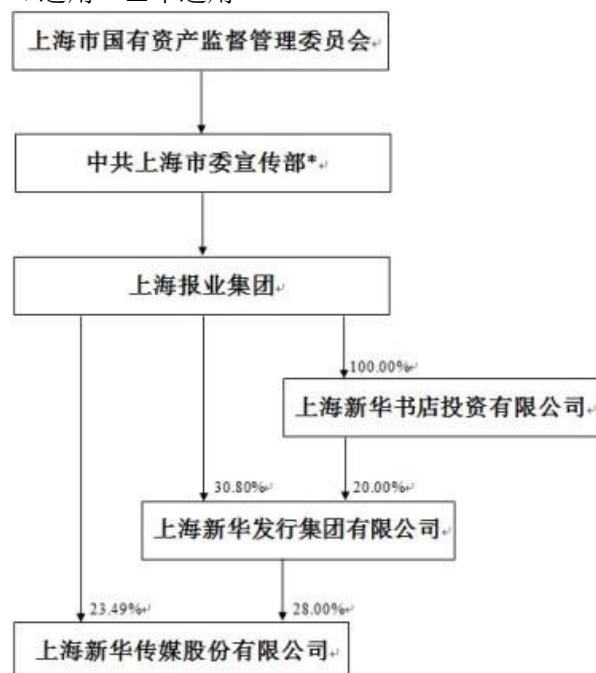 上海市国有资产监督管理委员会
中共上海市委宣传部*
上海报业集团
100.00%
上海新华书店投资有限公司
30.80%
20.00%
上海新华发行集团有限公司
23.49%
28.00%
上海新华传媒股份有限公司